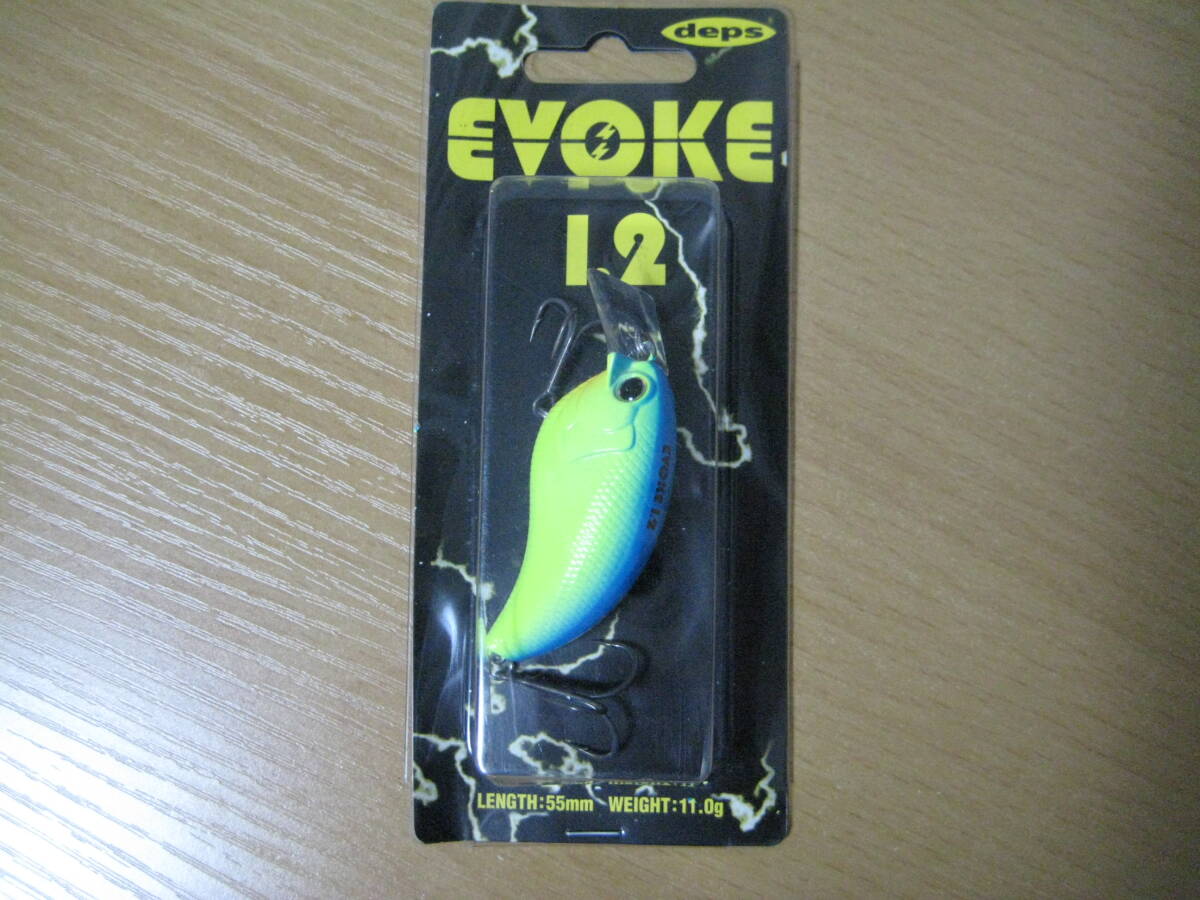 deps
EVOKE
1.2
EVOKE 1.2
LENGTH:55mm WEIGHT:11.0g